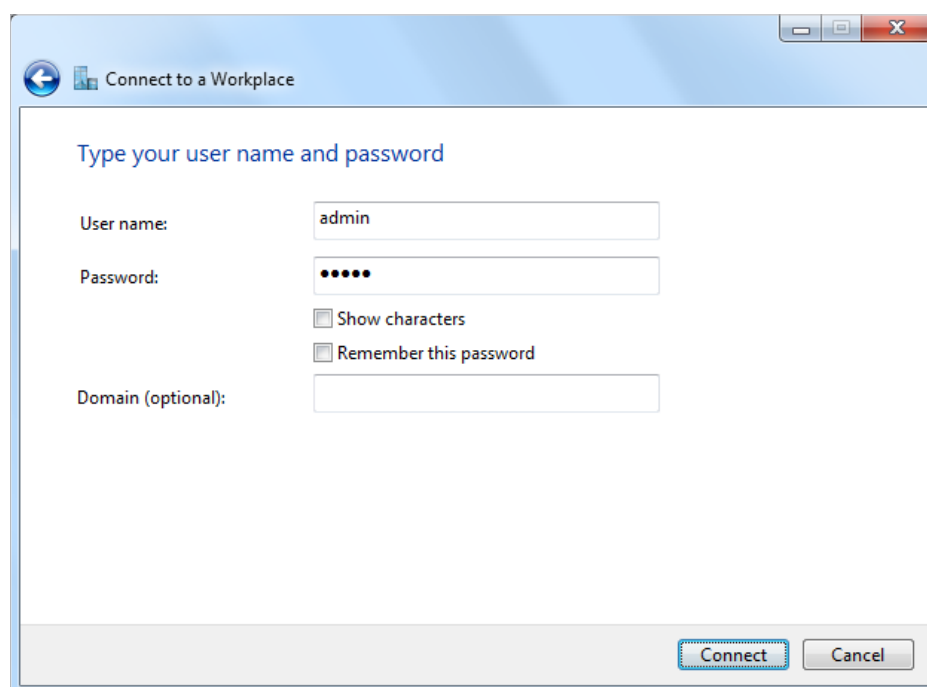 Connect to a Workplace
Type your user name and password
User name: admin
Password: •••••
Show characters
Remember this password
Domain (optional):
Connect Cancel